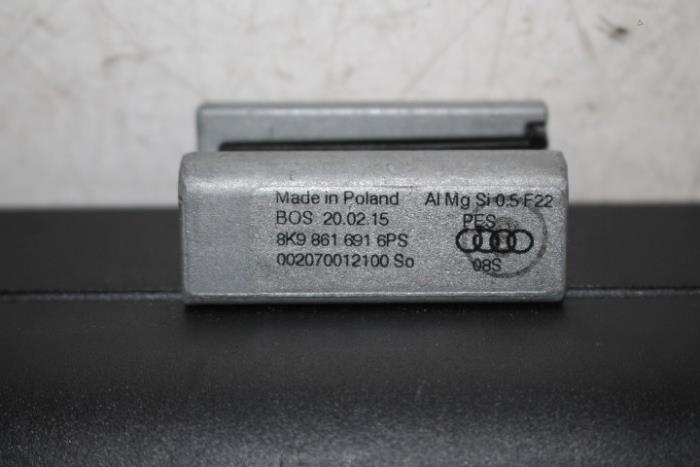 Made in Poland Al Mg Si 0.5 F22
BOS 20.02.15 PES
8K9 861 691 6PS
002070012100 So 08S